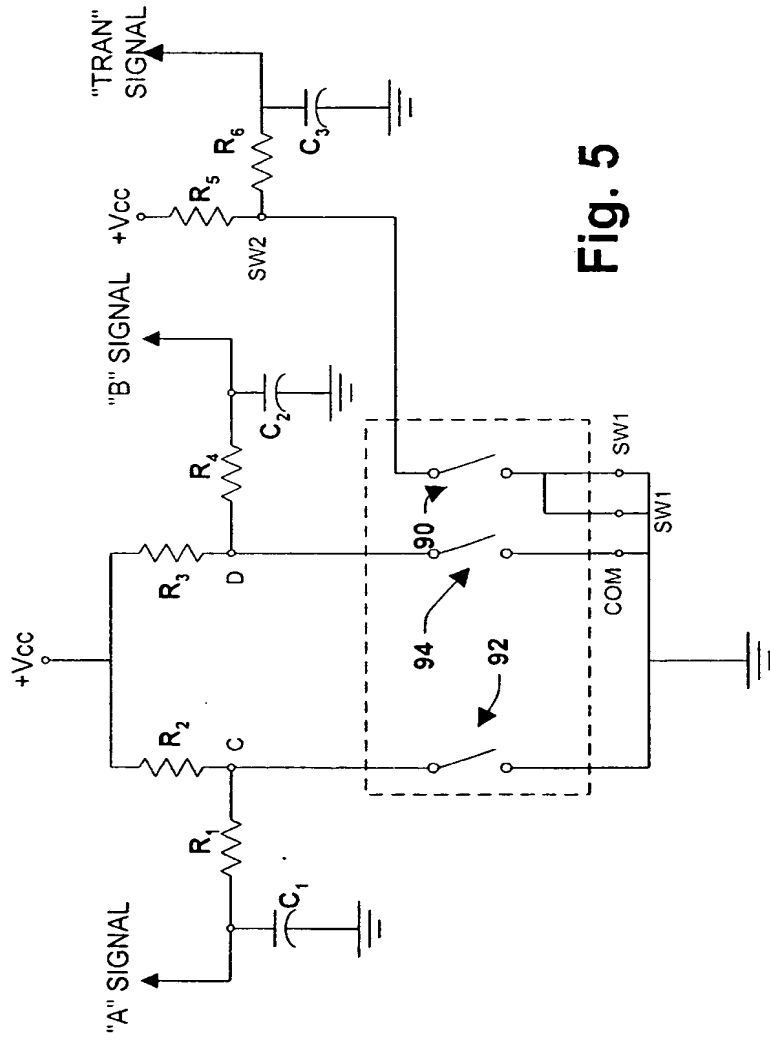 +Vcc
"A" SIGNAL
"B" SIGNAL
+Vcc
"TRAN"
SIGNAL
R2
R3
R5
R1
C
D
R4
SW2
R6
C1
C2
C3
94
90
92
COM
SW1
SW1
Fig. 5